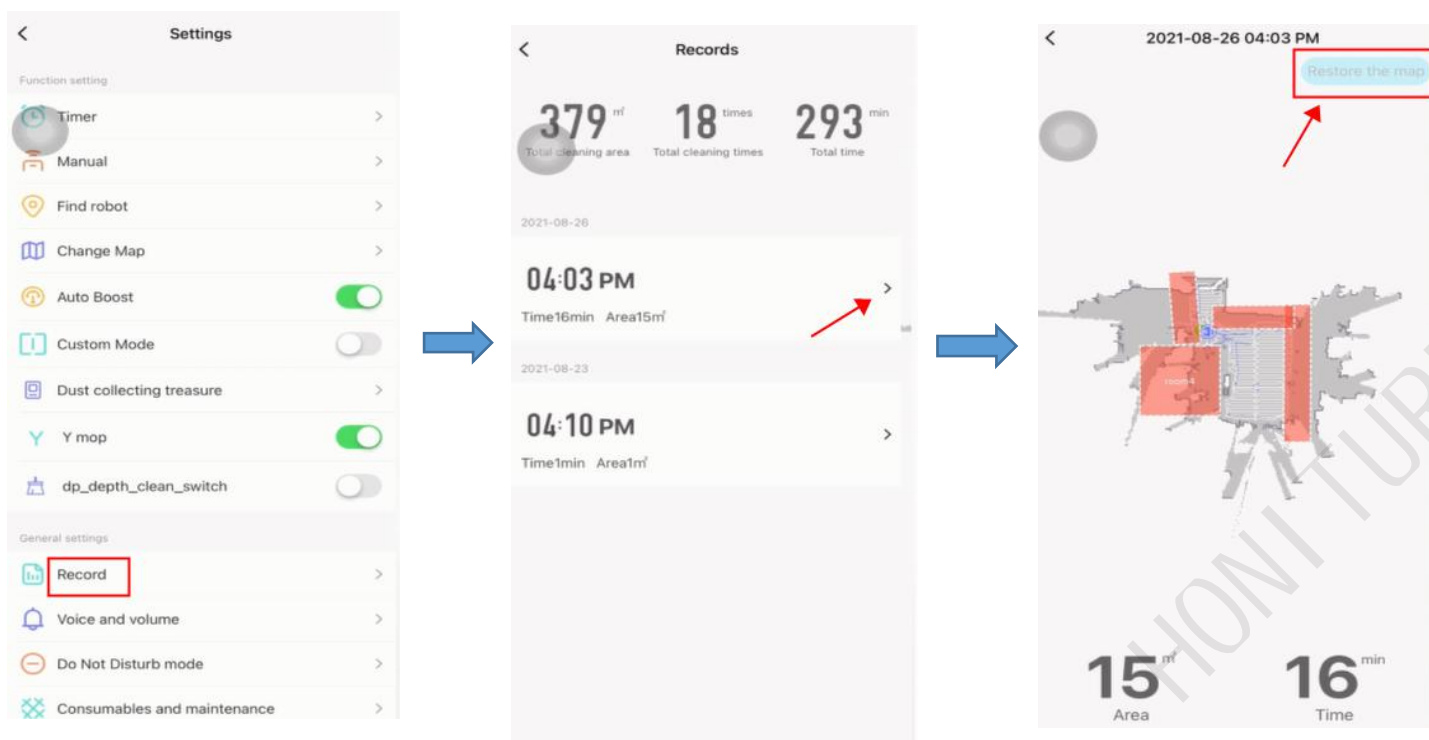 Settings
Function setting
Timer
Manual
Find robot
Change Map
Auto Boost
Custom Mode
Dust collecting treasure
Y mop
dp_depth_clean_switch
General settings
Record
Voice and volume
Do Not Disturb mode
Consumables and maintenance
Records
379 ㎡ 18 times 293 min
Total cleaning area Total cleaning times Total time
2021-08-26
04:03 PM
Time16min Area15㎡
2021-08-23
04:10 PM
Time1min Area1㎡
2021-08-26 04:03 PM
Restore the map
3
room4
15 ㎡ 16 min
Area Time